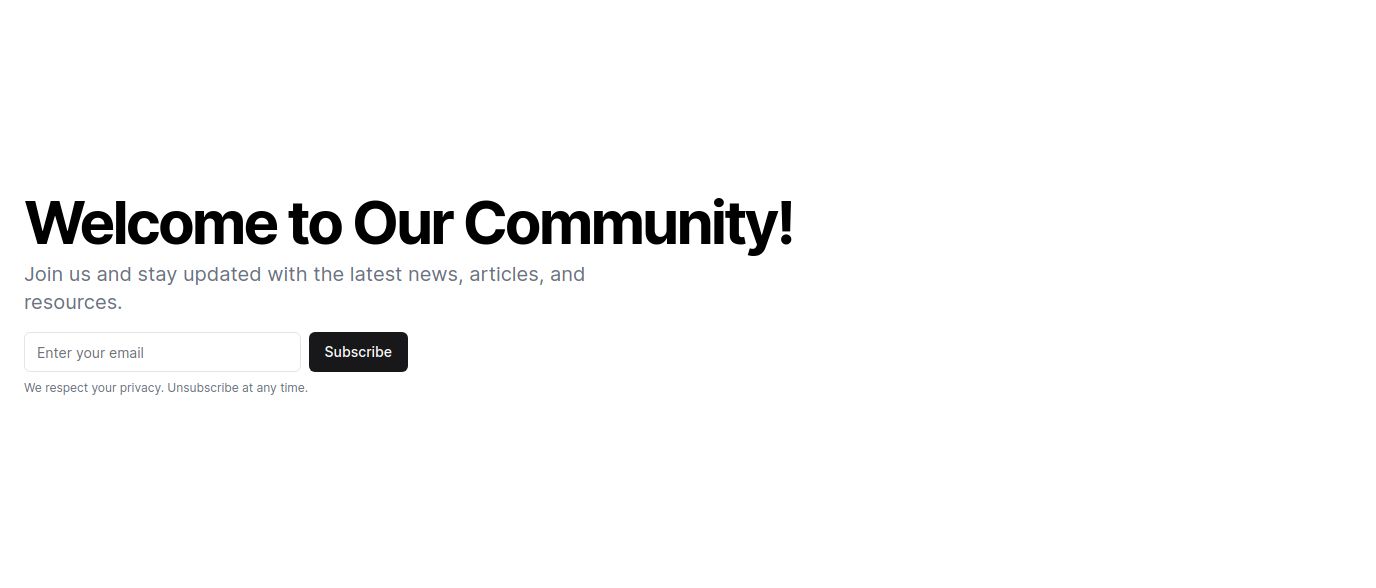 Welcome to Our Community!
Join us and stay updated with the latest news, articles, and
resources.
Enter your email
Subscribe
We respect your privacy. Unsubscribe at any time.